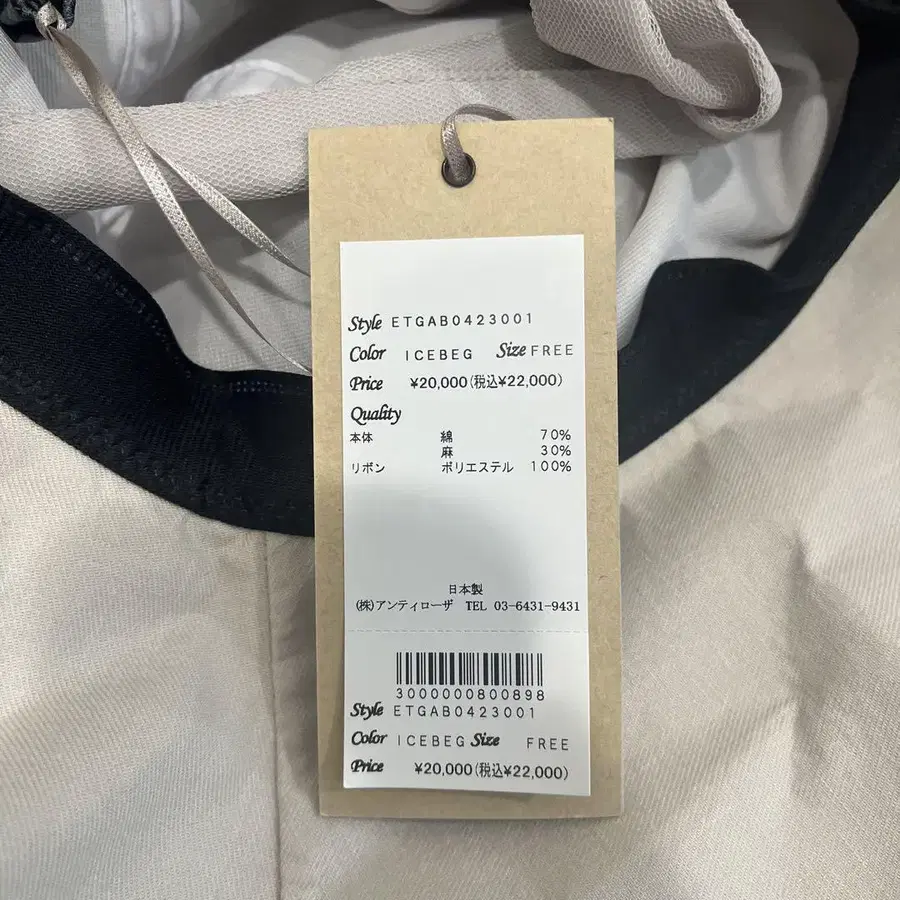 Style ETGAB0423001
Color ICEBEG Size FREE
Price ¥20,000(税込¥22,000)
Quality
本体 綿 70%
麻 30%
リボン ポリエステル 100%
日本製
(株)アンティローザ TEL 03-6431-9431
3000000800898
Style ETGAB0423001
Color ICEBEG Size FREE
Price ¥20,000(税込¥22,000)